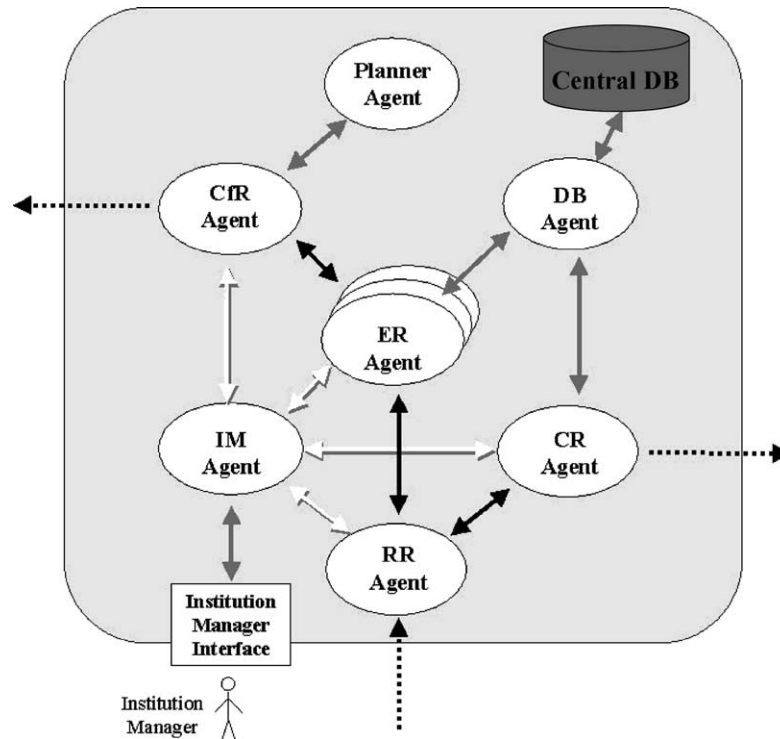 Planner
Agent
Central DB
CfR
Agent
DB
Agent
ER
Agent
IM
Agent
CR
Agent
RR
Agent
Institution
Manager
Interface
Institution
Manager